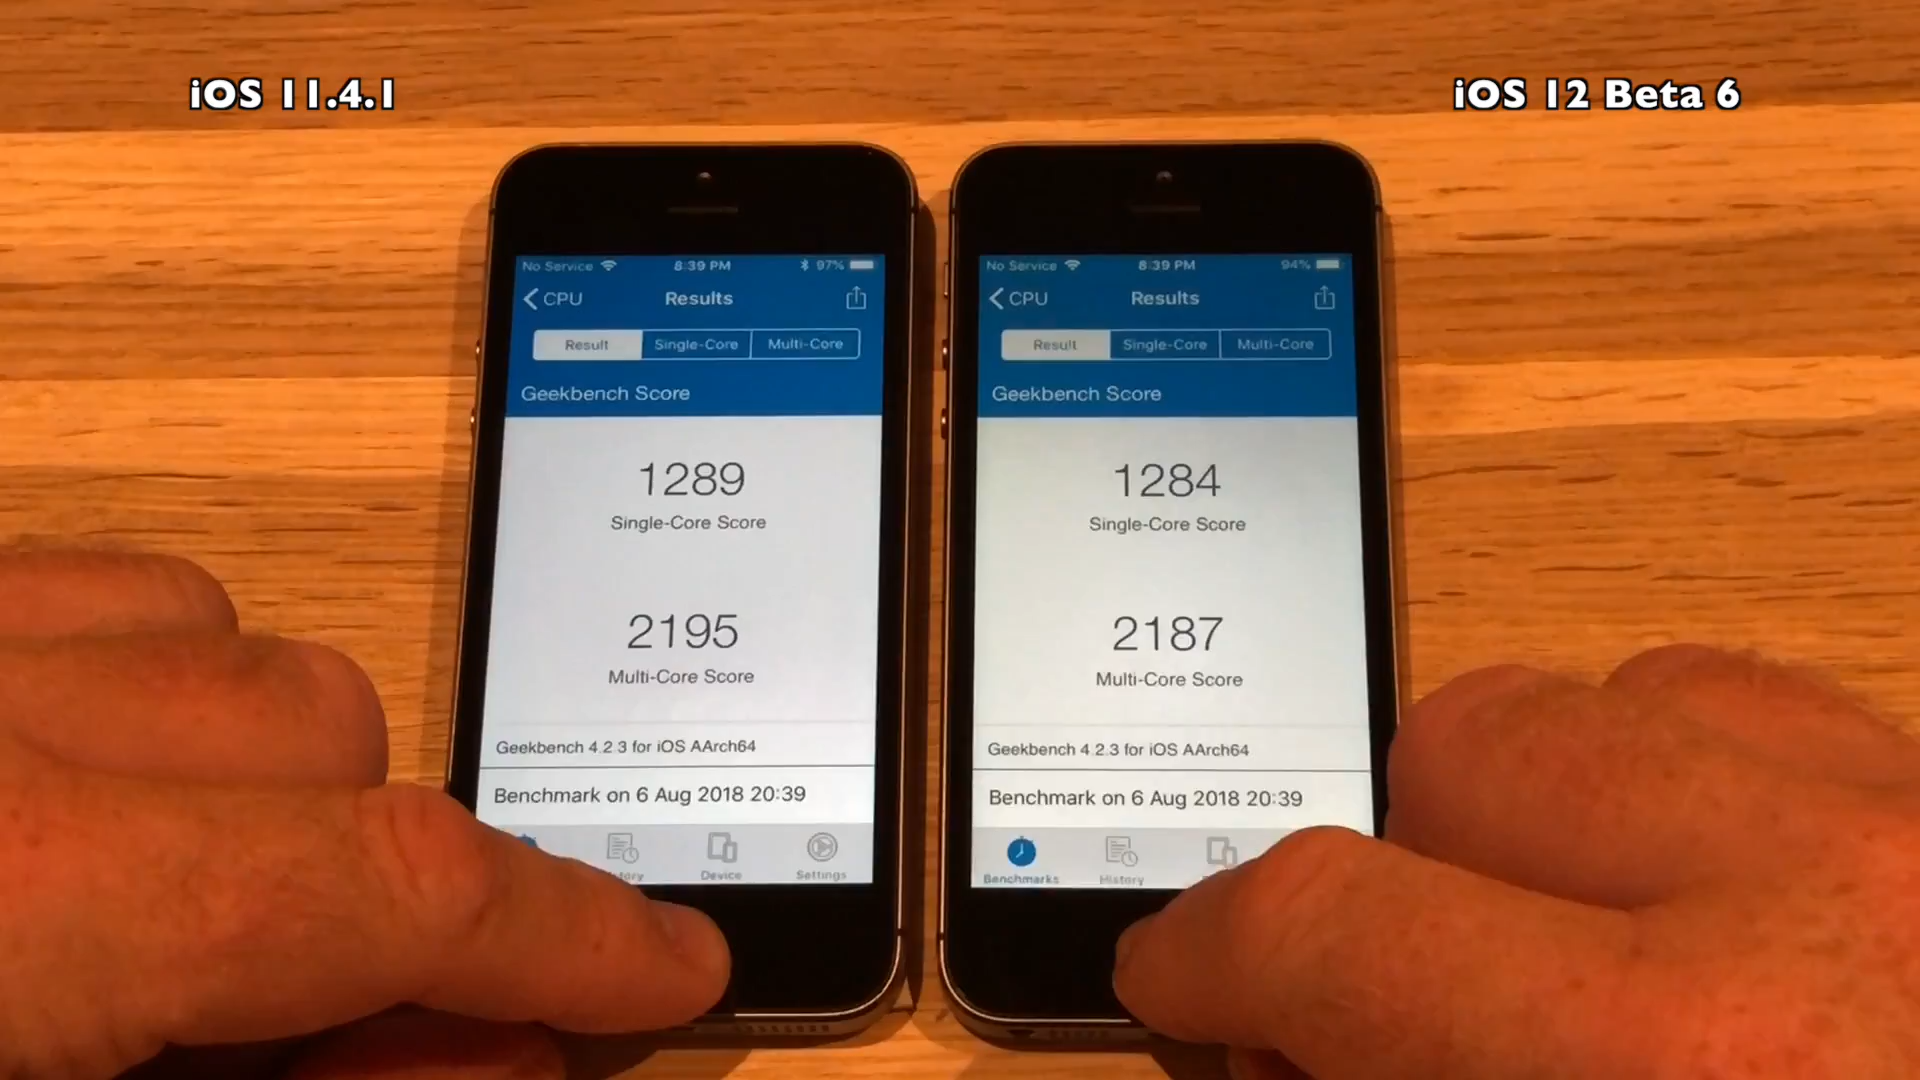 iOS 11.4.1
iOS 12 Beta 6
No Service 8:39 PM 97%
CPU Results
Result Single-Core Multi-Core
Geekbench Score
1289
Single-Core Score
2195
Multi-Core Score
Geekbench 4.2.3 for iOS AArch64
Benchmark on 6 Aug 2018 20:39
Device Settings
No Service 8:39 PM 94%
CPU Results
Result Single-Core Multi-Core
Geekbench Score
1284
Single-Core Score
2187
Multi-Core Score
Geekbench 4.2.3 for iOS AArch64
Benchmark on 6 Aug 2018 20:39
Benchmarks History